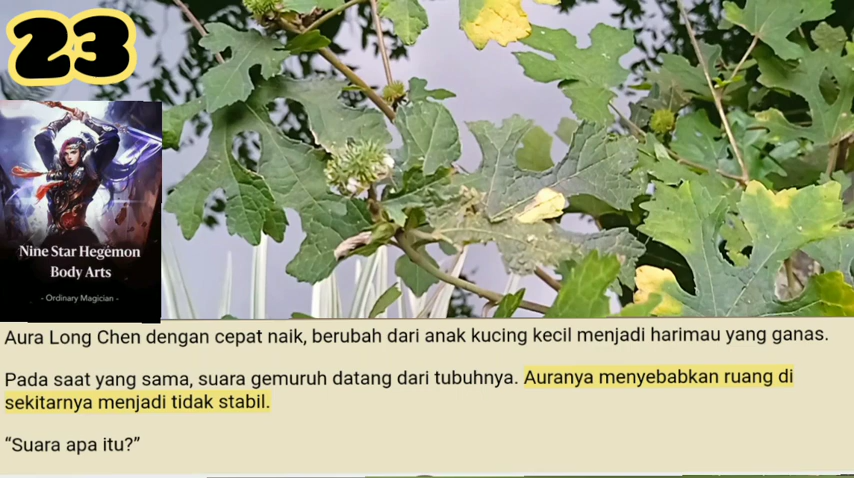 23
Nine Star Hegemon
Body Arts
- Ordinary Magician -
Aura Long Chen dengan cepat naik, berubah dari anak kucing kecil menjadi harimau yang ganas.
Pada saat yang sama, suara gemuruh datang dari tubuhnya. Auranya menyebabkan ruang di
sekitarnya menjadi tidak stabil.
“Suara apa itu?”